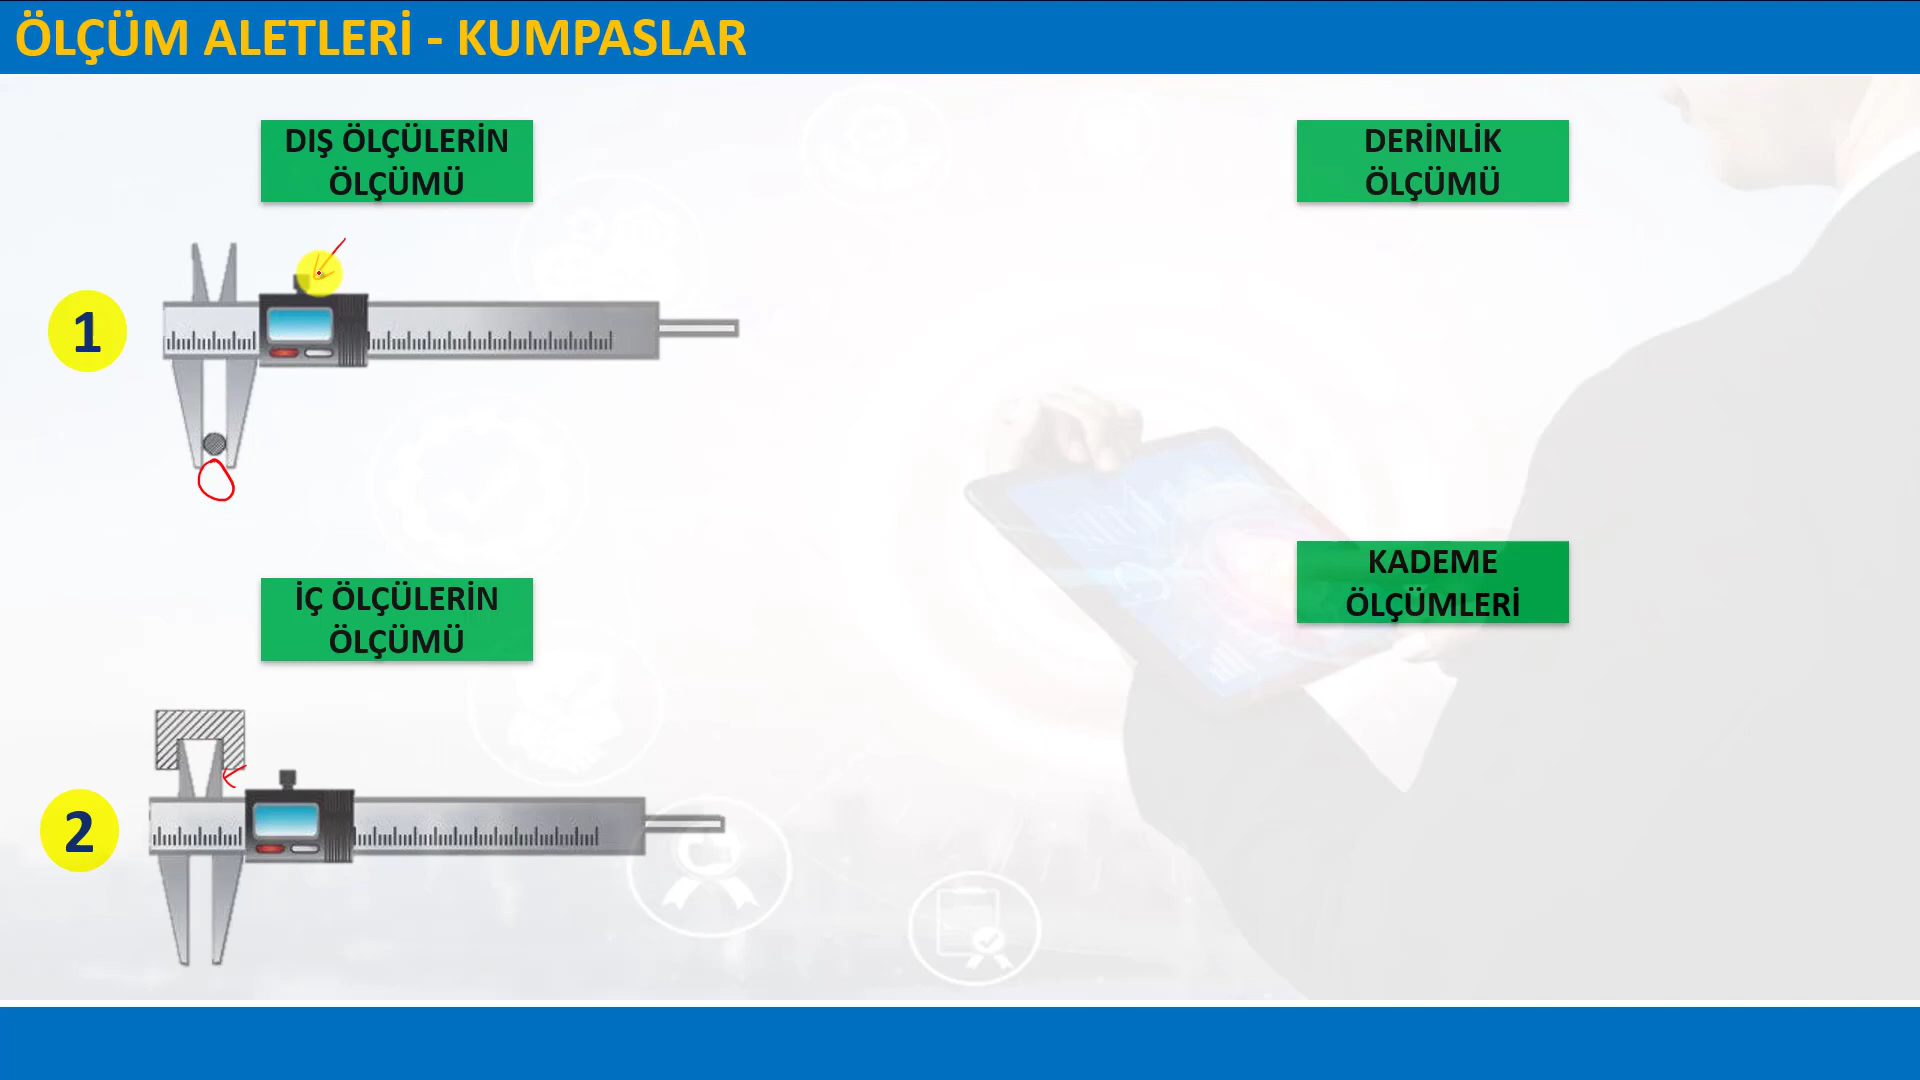 ÖLÇÜM ALETLERİ - KUMPASLAR
DIŞ ÖLÇÜLERİN
ÖLÇÜMÜ
1
İÇ ÖLÇÜLERİN
ÖLÇÜMÜ
2
DERİNLİK
ÖLÇÜMÜ
KADEME
ÖLÇÜMLERİ